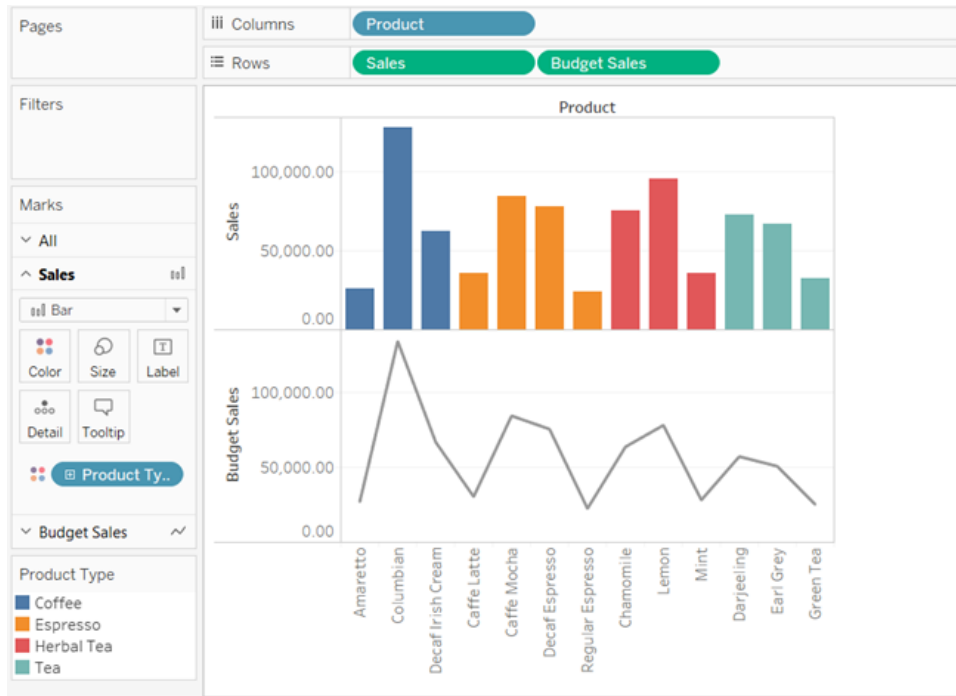 Pages
Columns
Product
Rows
Sales
Budget Sales
Filters
Marks
All
Sales
Bar
Color
Size
Label
Detail
Tooltip
Product Ty..
Budget Sales
Product Type
Coffee
Espresso
Herbal Tea
Tea
Product
Sales
100,000.00
50,000.00
0.00
Budget Sales
100,000.00
50,000.00
0.00
Amaretto
Columbian
Decaf Irish Cream
Caffe Latte
Caffe Mocha
Decaf Espresso
Regular Espresso
Chamomile
Lemon
Mint
Darjeeling
Earl Grey
Green Tea